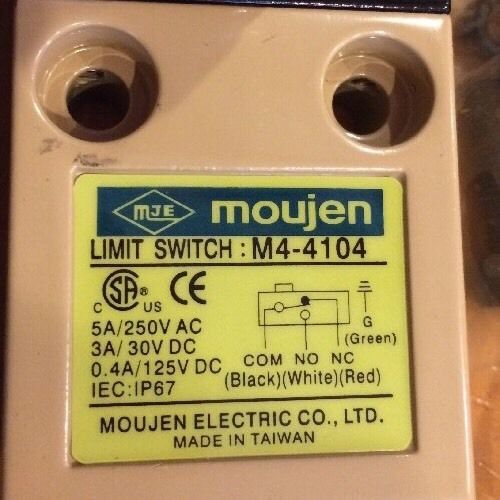 MJE moujen
LIMIT SWITCH : M4-4104
C SA US CE
5A/250V AC
3A/ 30V DC
0.4A/125V DC
IEC: IP67
G
(Green)
COM NO NC
(Black)(White)(Red)
MOUJEN ELECTRIC CO., LTD.
MADE IN TAIWAN